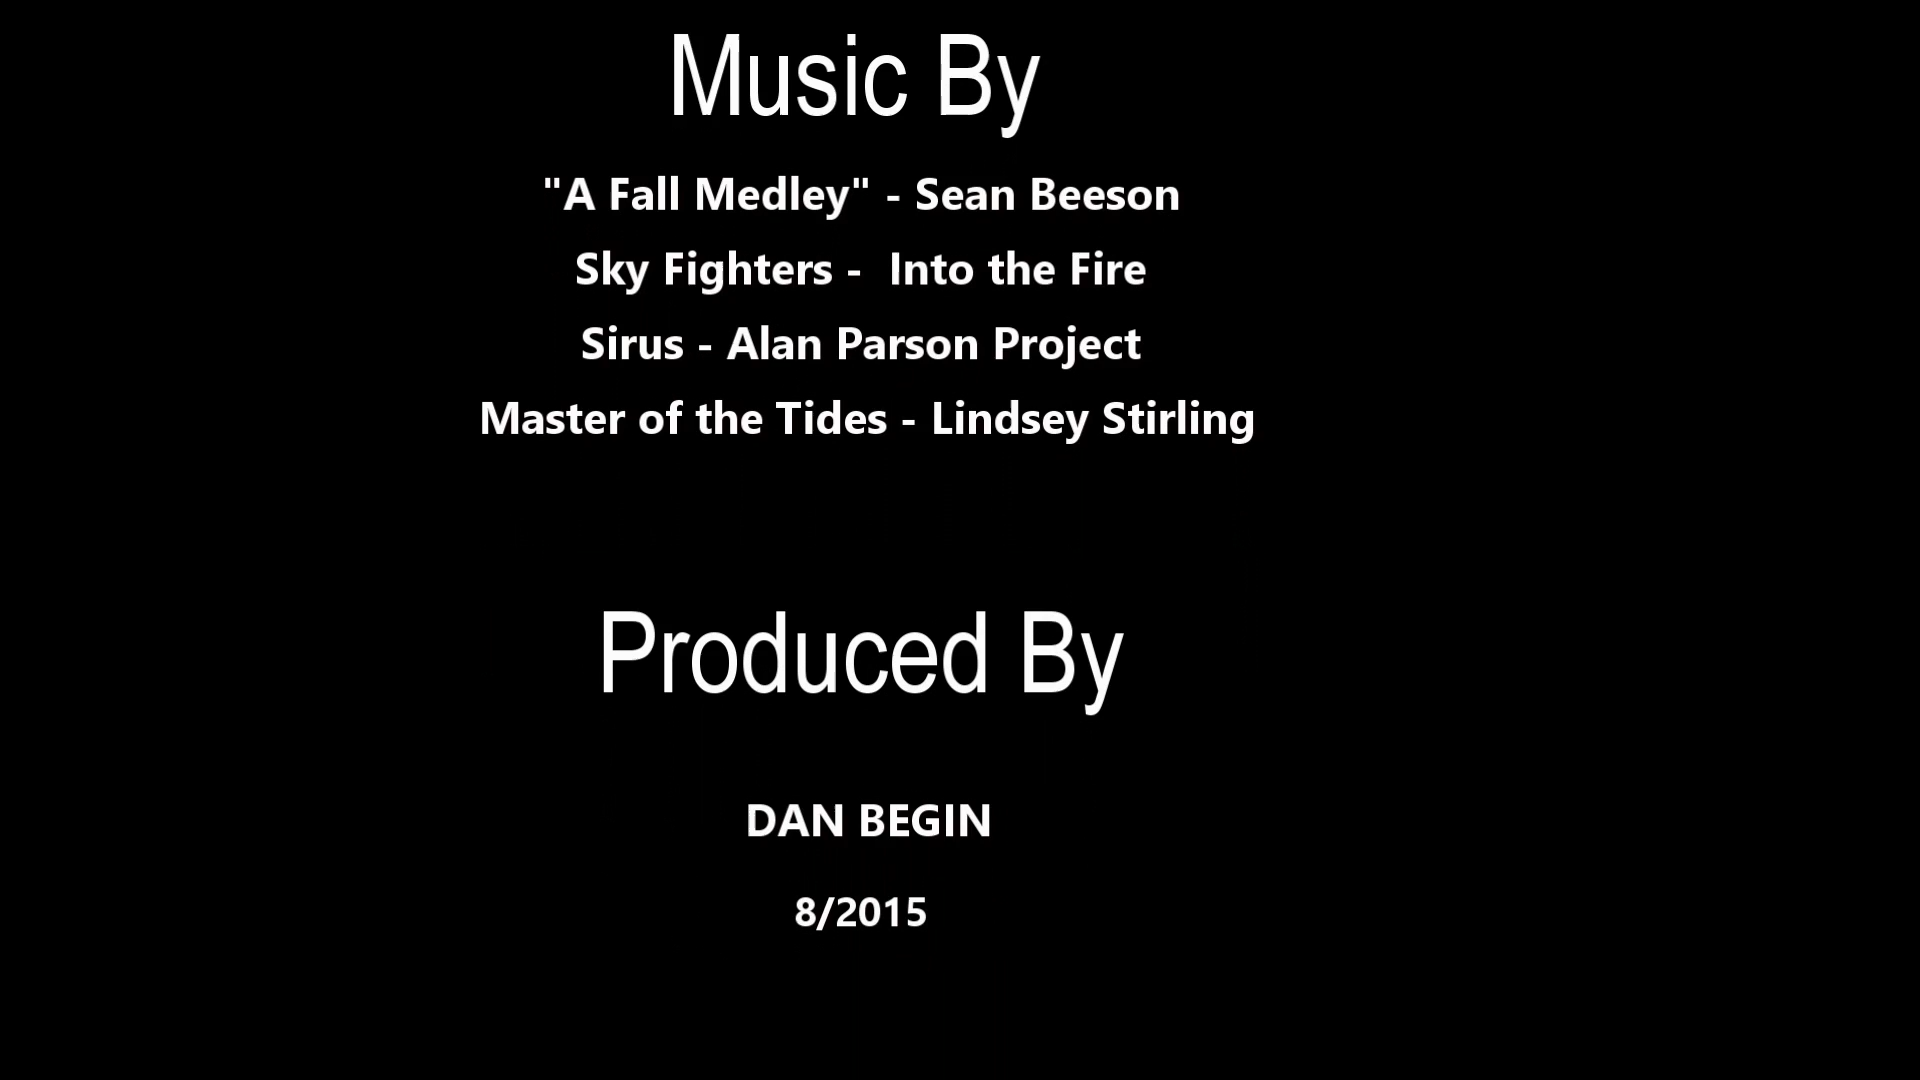 Music By
"A Fall Medley" - Sean Beeson
Sky Fighters -  Into the Fire
Sirus - Alan Parson Project
Master of the Tides - Lindsey Stirling
Produced By
DAN BEGIN
8/2015